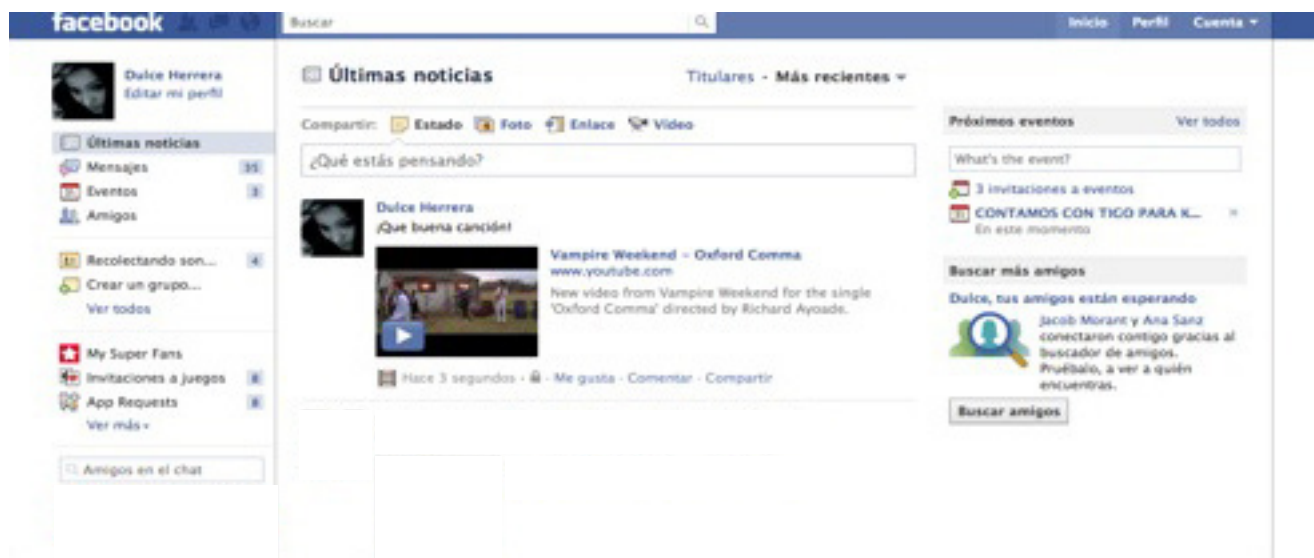 facebook
Buscar
Inicio Perfil Cuenta
Dulce Herrera
Editar mi perfil
Últimas noticias
Mensajes 35
Eventos 3
Amigos
Recolectando son... 4
Crear un grupo...
Ver todos
My Super Fans
Invitaciones a juegos 8
App Requests 8
Ver más
Amigos en el chat
Últimas noticias
Titulares · Más recientes
Compartir: Estado Foto Enlace Video
¿Qué estás pensando?
Dulce Herrera
¡Que buena canción!
Vampire Weekend – Oxford Comma
www.youtube.com
New video from Vampire Weekend for the single
'Oxford Comma' directed by Richard Ayoade.
Hace 3 segundos · Me gusta · Comentar · Compartir
Próximos eventos Ver todos
What's the event?
3 invitaciones a eventos
CONTAMOS CON TIGO PARA K...
En este momento
Buscar más amigos
Dulce, tus amigos están esperando
Jacob Morant y Ana Sanz
conectaron contigo gracias al
buscador de amigos.
Pruébalo, a ver a quién
encuentras.
Buscar amigos